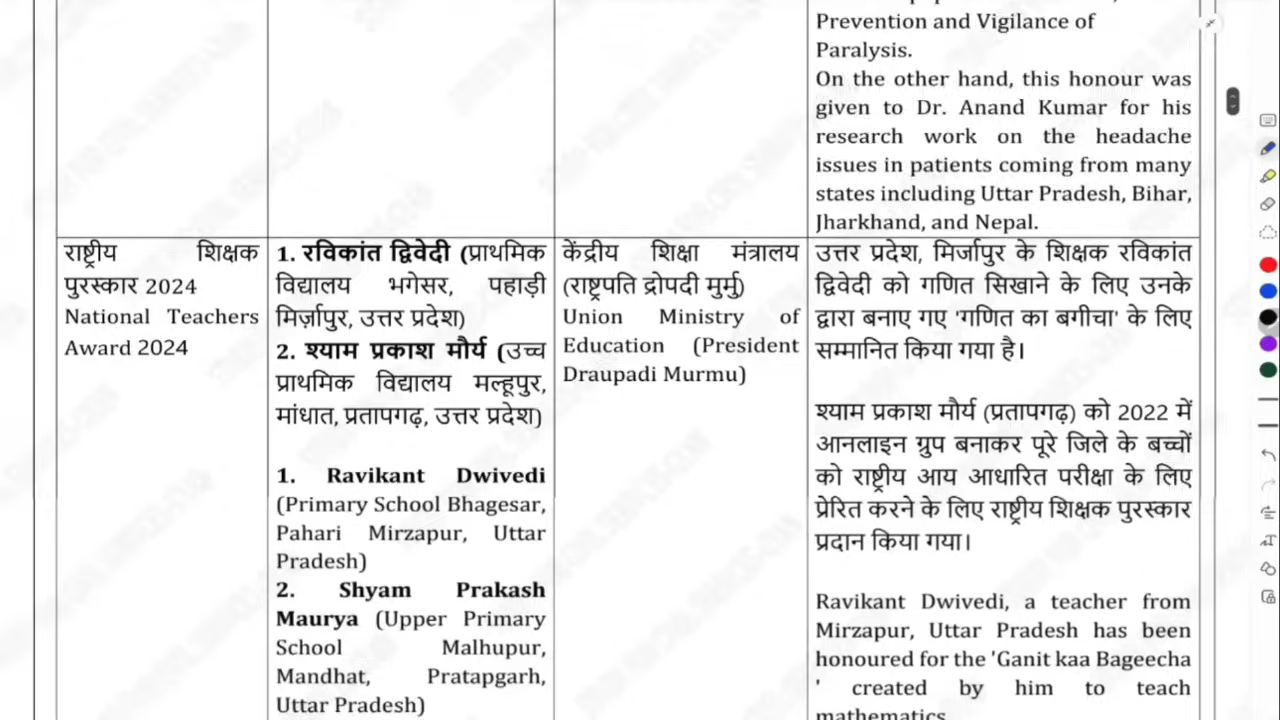 Prevention and Vigilance of
Paralysis.
On the other hand, this honour was
given to Dr. Anand Kumar for his
research work on the headache
issues in patients coming from many
states including Uttar Pradesh, Bihar,
Jharkhand, and Nepal.
राष्ट्रीय शिक्षक
पुरस्कार 2024
National Teachers
Award 2024
1. रविकांत द्विवेदी (प्राथमिक
विद्यालय भगेसर, पहाड़ी
मिर्ज़ापुर, उत्तर प्रदेश)
2. श्याम प्रकाश मौर्य (उच्च
प्राथमिक विद्यालय मल्हूपुर,
मांधात, प्रतापगढ़, उत्तर प्रदेश)
1. Ravikant Dwivedi
(Primary School Bhagesar,
Pahari Mirzapur, Uttar
Pradesh)
2. Shyam Prakash
Maurya (Upper Primary
School Malhupur,
Mandhat, Pratapgarh,
Uttar Pradesh)
केंद्रीय शिक्षा मंत्रालय
(राष्ट्रपति द्रोपदी मुर्मु)
Union Ministry of
Education (President
Draupadi Murmu)
उत्तर प्रदेश, मिर्जापुर के शिक्षक रविकांत
द्विवेदी को गणित सिखाने के लिए उनके
द्वारा बनाए गए 'गणित का बगीचा' के लिए
सम्मानित किया गया है।
श्याम प्रकाश मौर्य (प्रतापगढ़) को 2022 में
आनलाइन ग्रुप बनाकर पूरे जिले के बच्चों
को राष्ट्रीय आय आधारित परीक्षा के लिए
प्रेरित करने के लिए राष्ट्रीय शिक्षक पुरस्कार
प्रदान किया गया।
Ravikant Dwivedi, a teacher from
Mirzapur, Uttar Pradesh has been
honoured for the 'Ganit kaa Bageecha
' created by him to teach
mathematics.